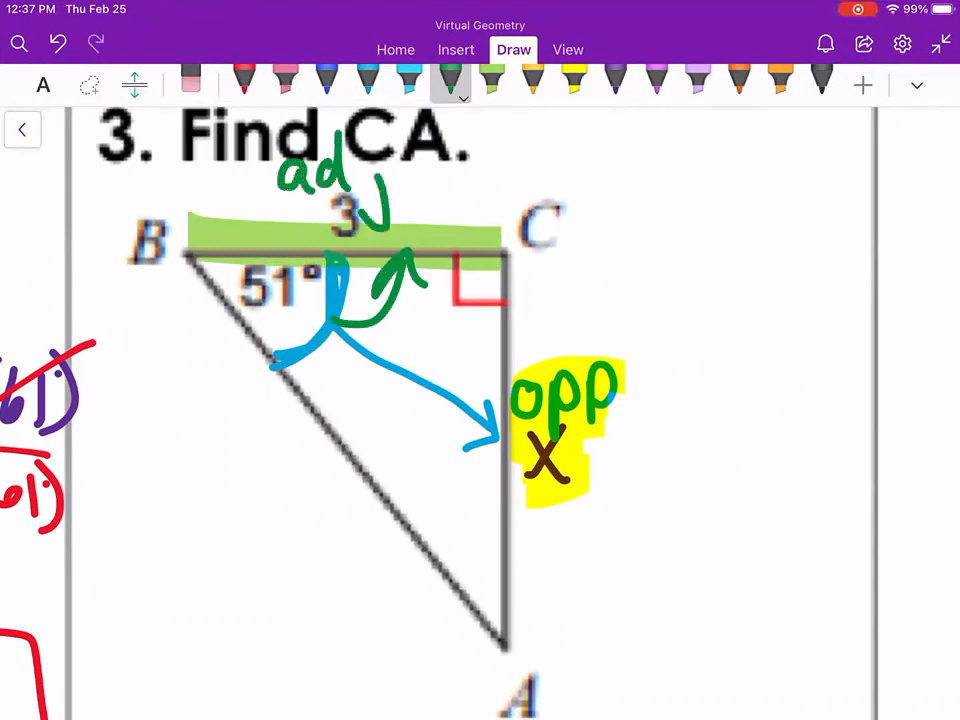 12:37 PM Thu Feb 25
99%
Virtual Geometry
Home Insert Draw View
A
3. Find CA.
adj
3
B
C
51°
opp
X
61°)
A